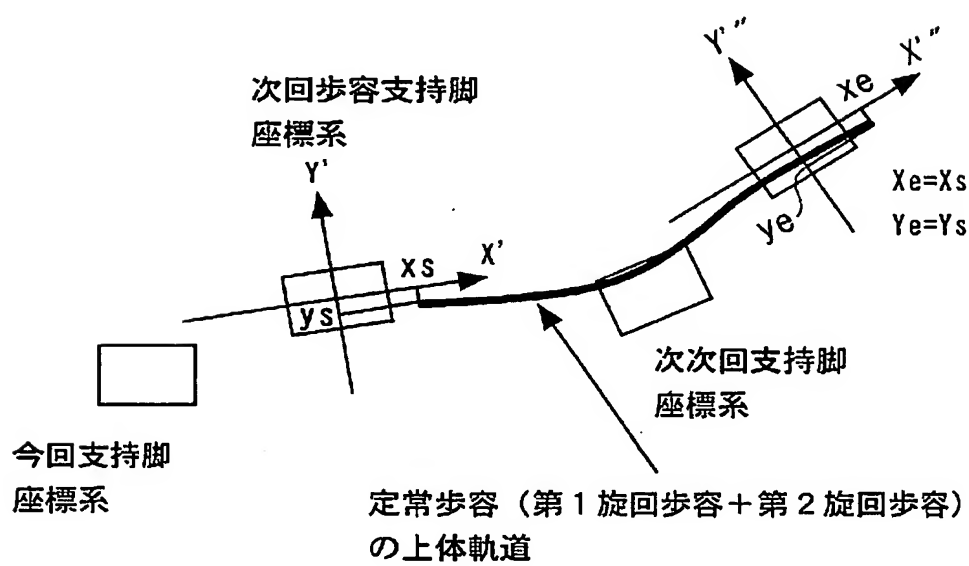 Y'''
X'''
xe
次回歩容支持脚
座標系
Y'
Xe=Xs
Ye=Ys
ye
X'
xs
ys
次次回支持脚
座標系
今回支持脚
座標系
定常歩容（第1旋回歩容＋第2旋回歩容）
の上体軌道